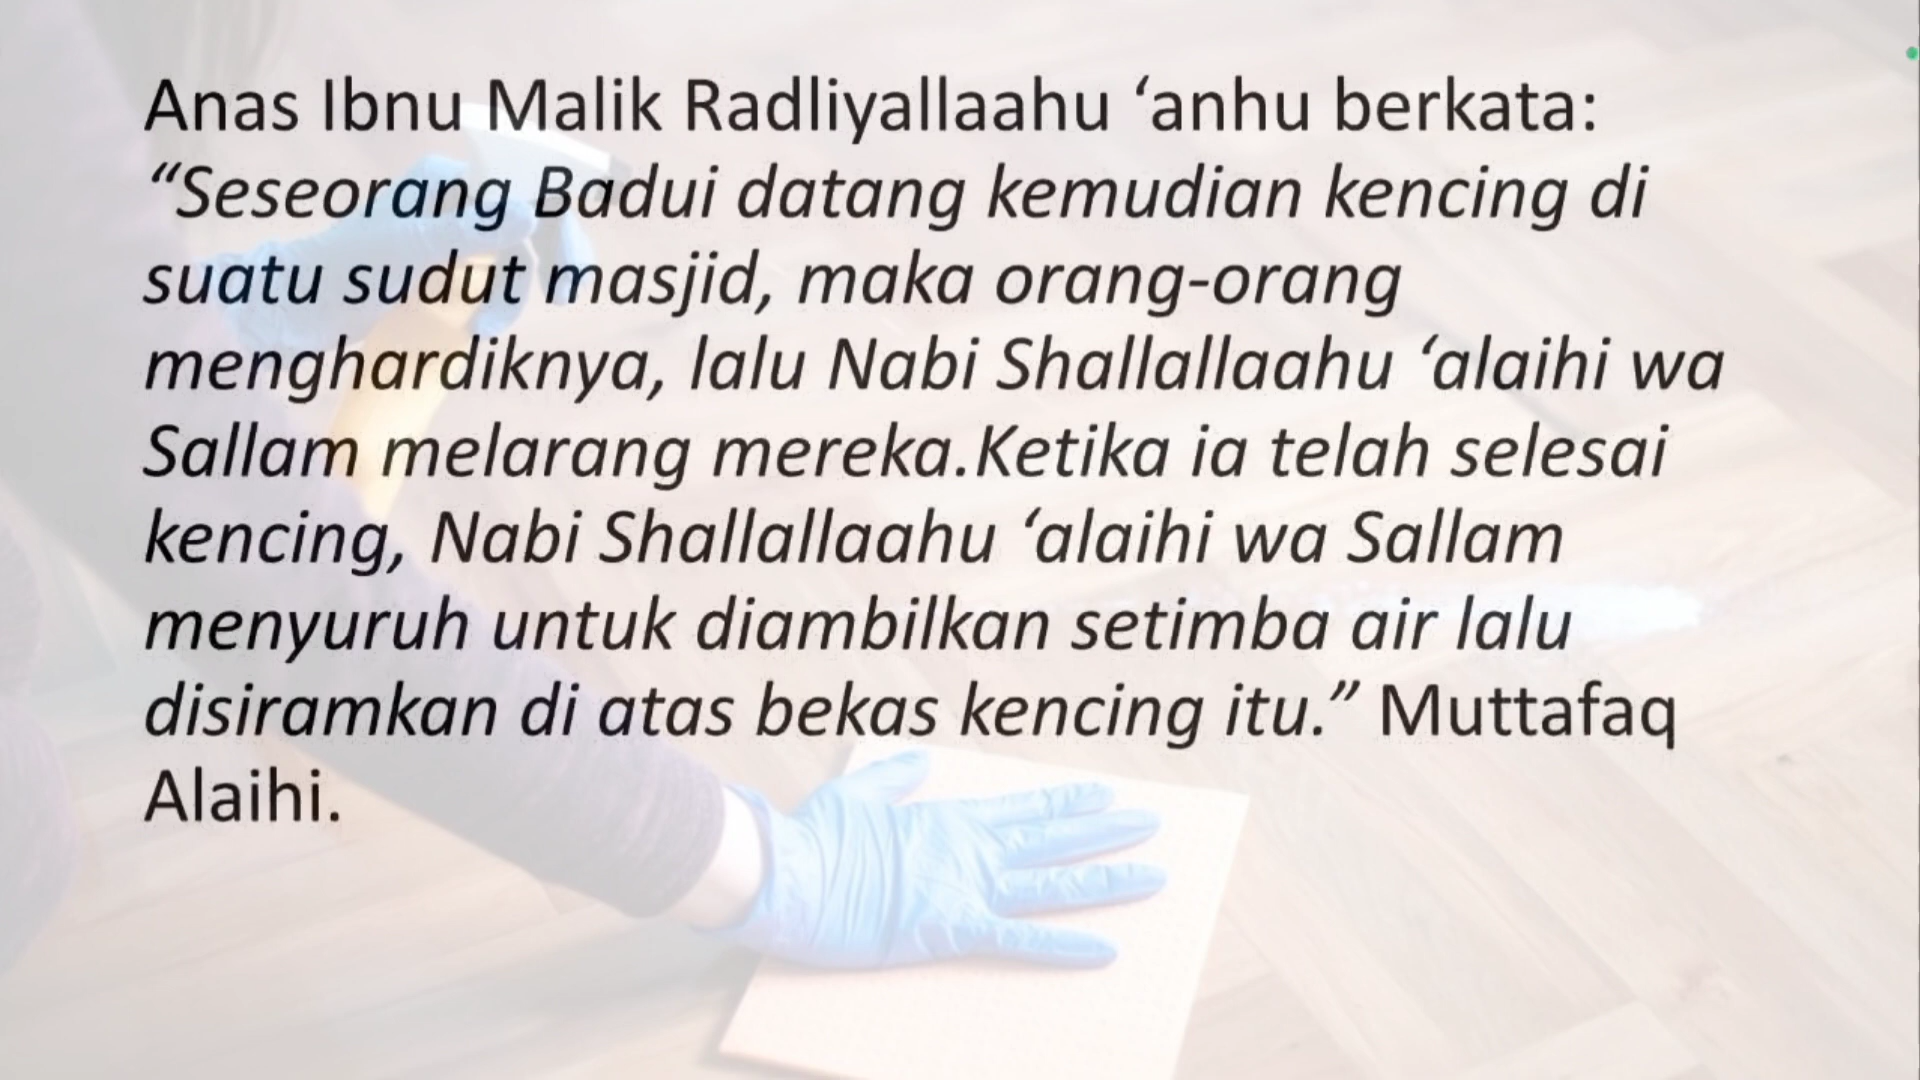 Anas Ibnu Malik Radliyallaahu ‘anhu berkata:
“Seseorang Badui datang kemudian kencing di
suatu sudut masjid, maka orang-orang
menghardiknya, lalu Nabi Shallallaahu ‘alaihi wa
Sallam melarang mereka.Ketika ia telah selesai
kencing, Nabi Shallallaahu ‘alaihi wa Sallam
menyuruh untuk diambilkan setimba air lalu
disiramkan di atas bekas kencing itu.” Muttafaq
Alaihi.